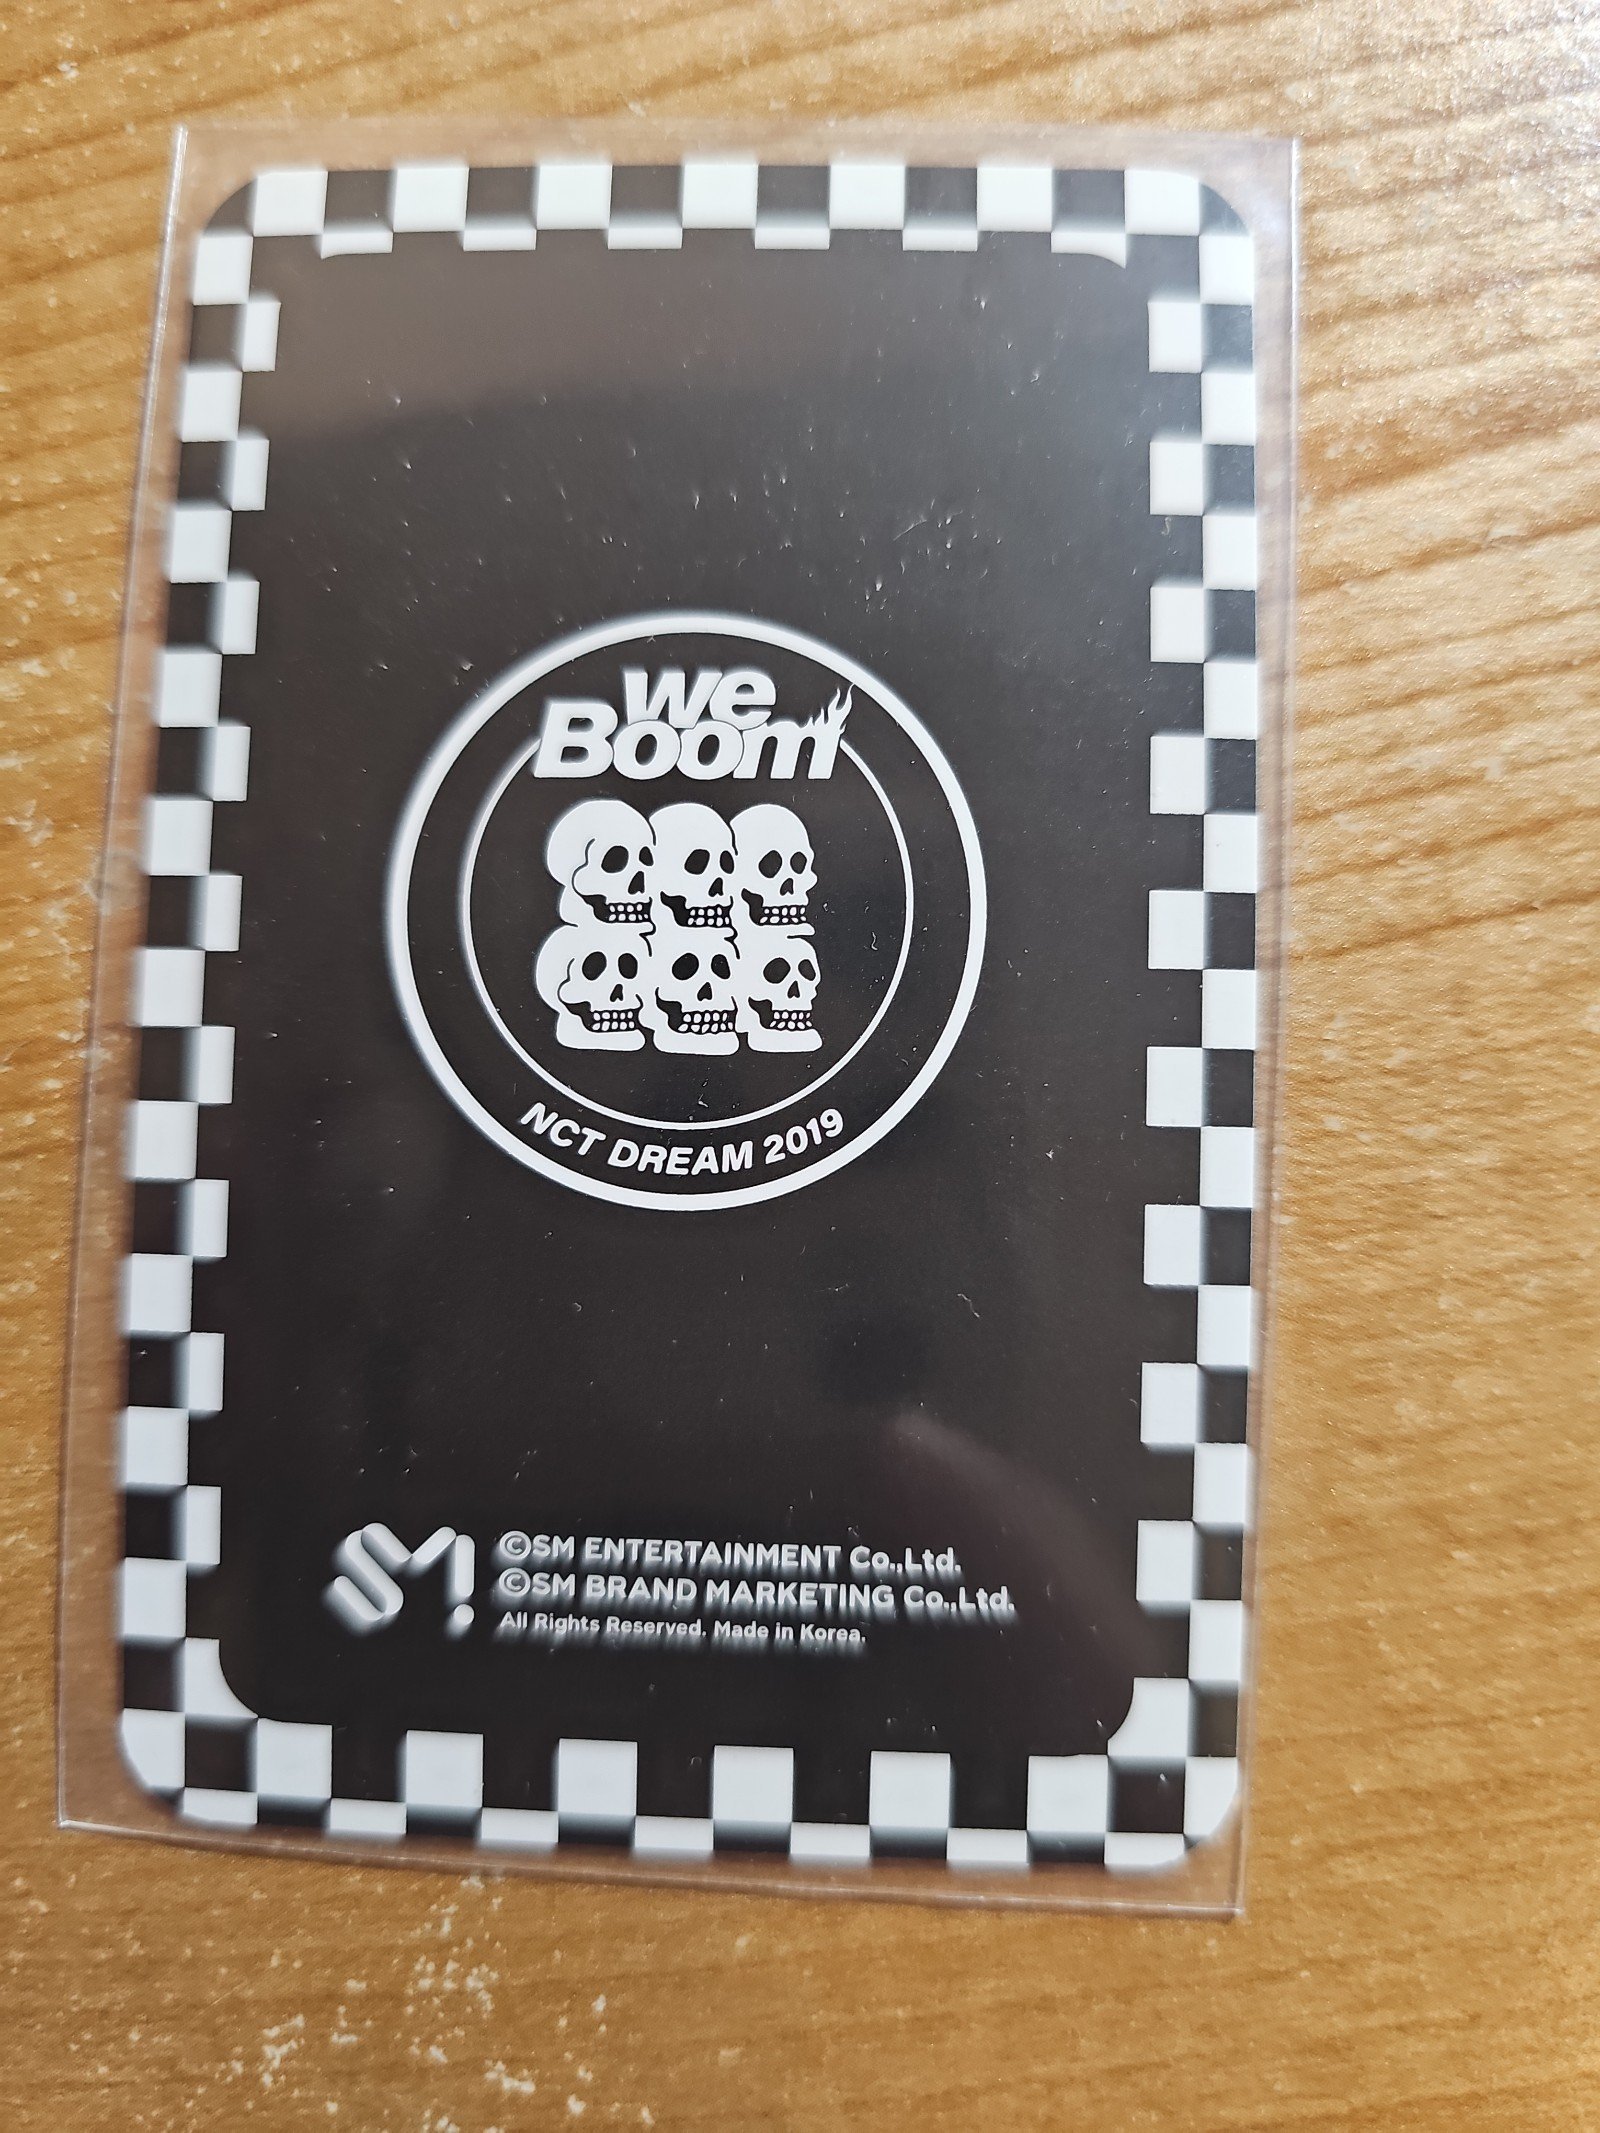 we
Boom
NCT DREAM 2019
SM
©SM ENTERTAINMENT Co.,Ltd.
©SM BRAND MARKETING Co.,Ltd.
All Rights Reserved. Made in Korea.